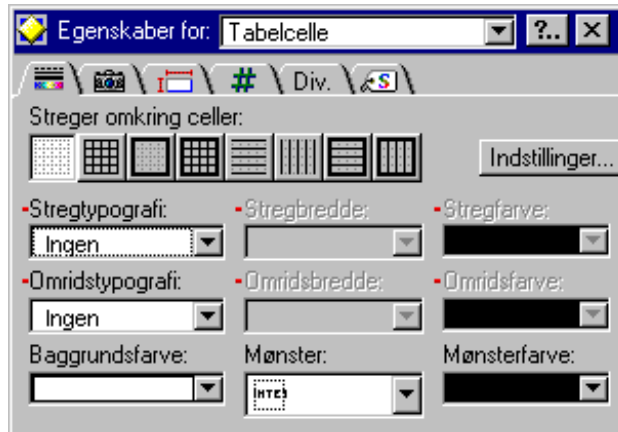 Egenskaber for: Tabelcelle ?..
# Div. S
Streger omkring celler:
Indstillinger...
Stregtypografi: Stregbredde: Stregfarve:
Ingen
Omridstypografi: Omridsbredde: Omridsfarve:
Ingen
Baggrundsfarve: Mønster: Mønsterfarve: